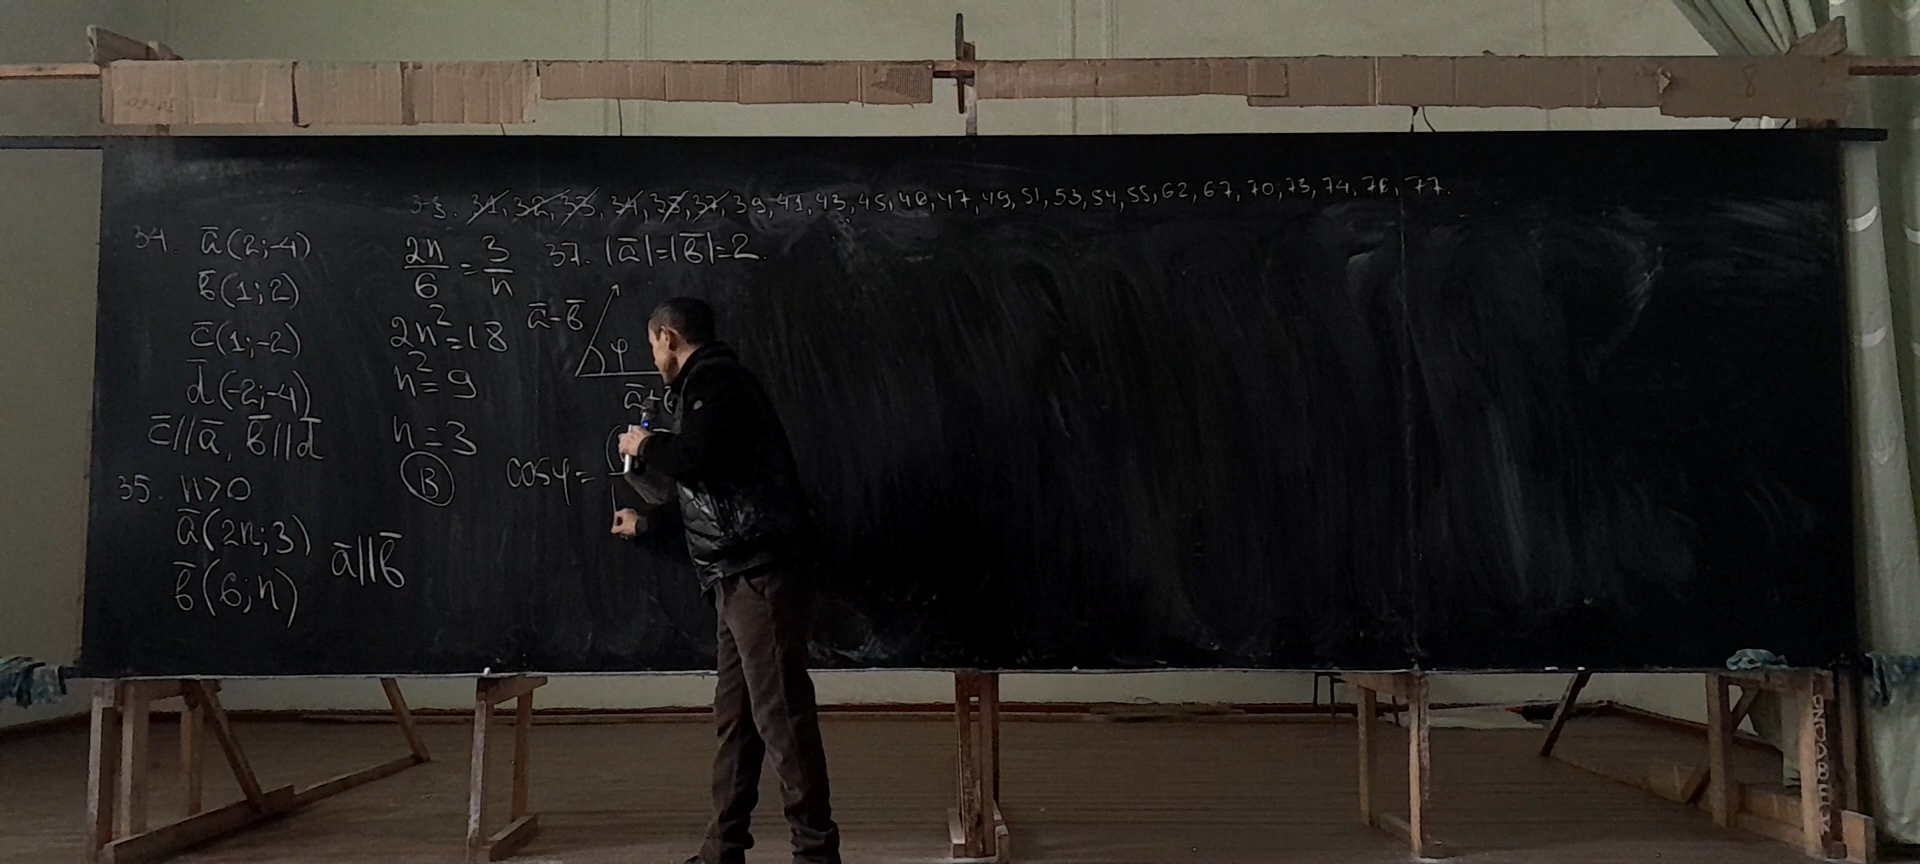 31, 32, 33, 34, 35, 37, 39, 41, 43, 45, 46, 47, 49, 51, 53, 54, 55, 62, 67, 70, 73, 74, 76, 77.
34. a̅(2;-4)
b̅(1;2)
c̅(1;-2)
d̅(-2;-4)
c̅//a̅, b̅//d̅
35. n>0
a̅(2n;3)
b̅(6;n)
a̅||b̅
2n/6=3/n
2n²=18
n²=9
n=3
B
37. |a̅|=|b̅|=2.
a̅-b̅
φ
a̅+
cosφ=